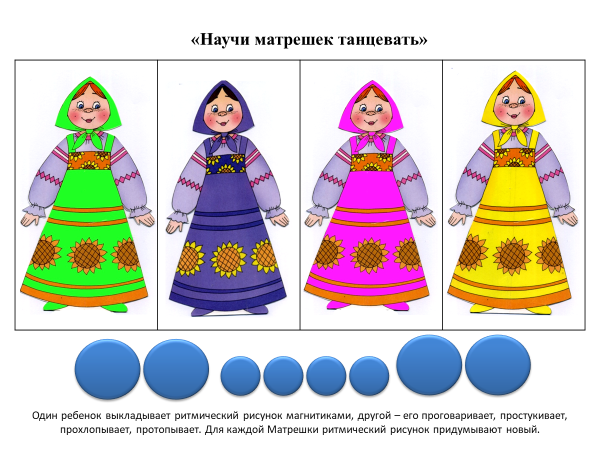 «Научи матрешек танцевать»
Один ребенок выкладывает ритмический рисунок магнитиками, другой – его проговаривает, простукивает,
прохлопывает, протопывает. Для каждой Матрешки ритмический рисунок придумывают новый.